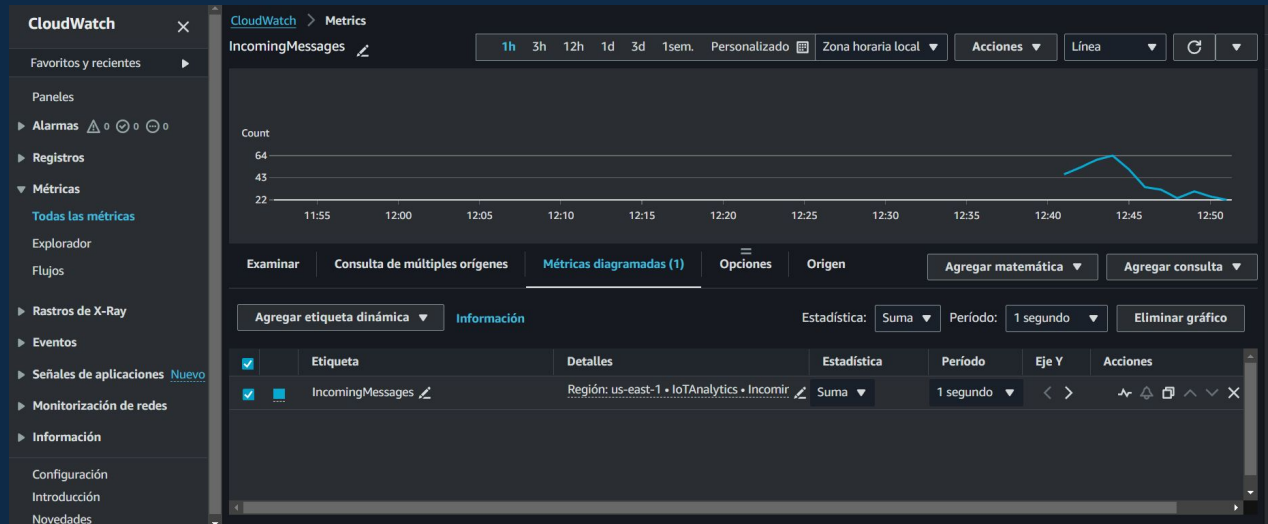 CloudWatch
Favoritos y recientes
Paneles
Alarmas 0 0 0
Registros
Métricas
Todas las métricas
Explorador
Flujos
Rastros de X-Ray
Eventos
Señales de aplicaciones Nuevo
Monitorización de redes
Información
Configuración
Introducción
Novedades
CloudWatch > Metrics
IncomingMessages
1h 3h 12h 1d 3d 1sem. Personalizado Zona horaria local Acciones Línea
Count
64
43
22
11:55 12:00 12:05 12:10 12:15 12:20 12:25 12:30 12:35 12:40 12:45 12:50
Examinar Consulta de múltiples orígenes Métricas diagramadas (1) Opciones Origen Agregar matemática Agregar consulta
Agregar etiqueta dinámica Información Estadística: Suma Período: 1 segundo Eliminar gráfico
Etiqueta Detalles Estadística Período Eje Y Acciones
IncomingMessages Región: us-east-1 • IoTAnalytics • Incomir Suma 1 segundo